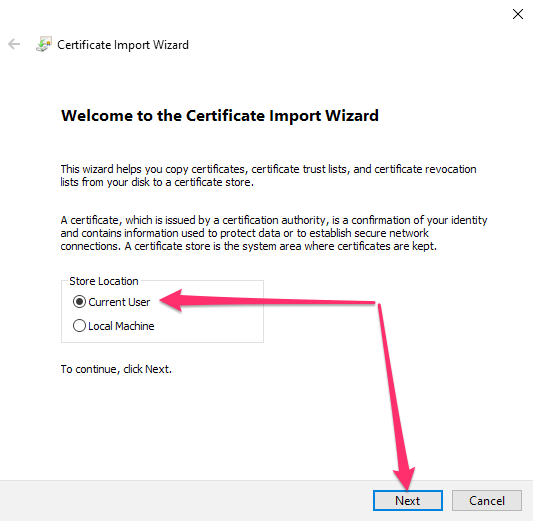 Certificate Import Wizard
Welcome to the Certificate Import Wizard
This wizard helps you copy certificates, certificate trust lists, and certificate revocation
lists from your disk to a certificate store.
A certificate, which is issued by a certification authority, is a confirmation of your identity
and contains information used to protect data or to establish secure network
connections. A certificate store is the system area where certificates are kept.
Store Location
Current User
Local Machine
To continue, click Next.
Next
Cancel